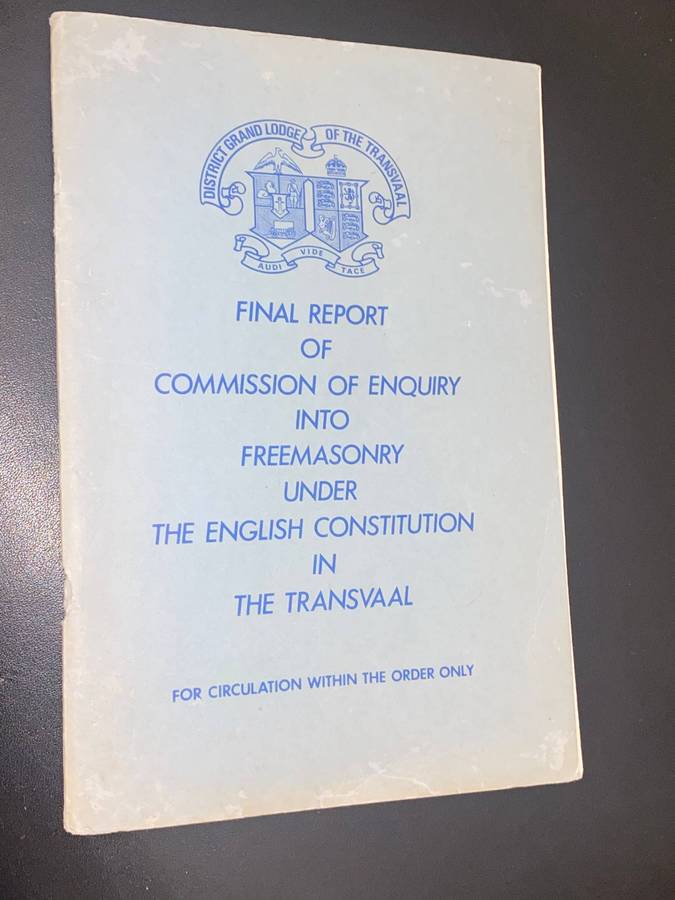 DISTRICT GRAND LODGE OF THE TRANSVAAL
AUDI VIDE TACE
FINAL REPORT
OF
COMMISSION OF ENQUIRY
INTO
FREEMASONRY
UNDER
THE ENGLISH CONSTITUTION
IN
THE TRANSVAAL
FOR CIRCULATION WITHIN THE ORDER ONLY